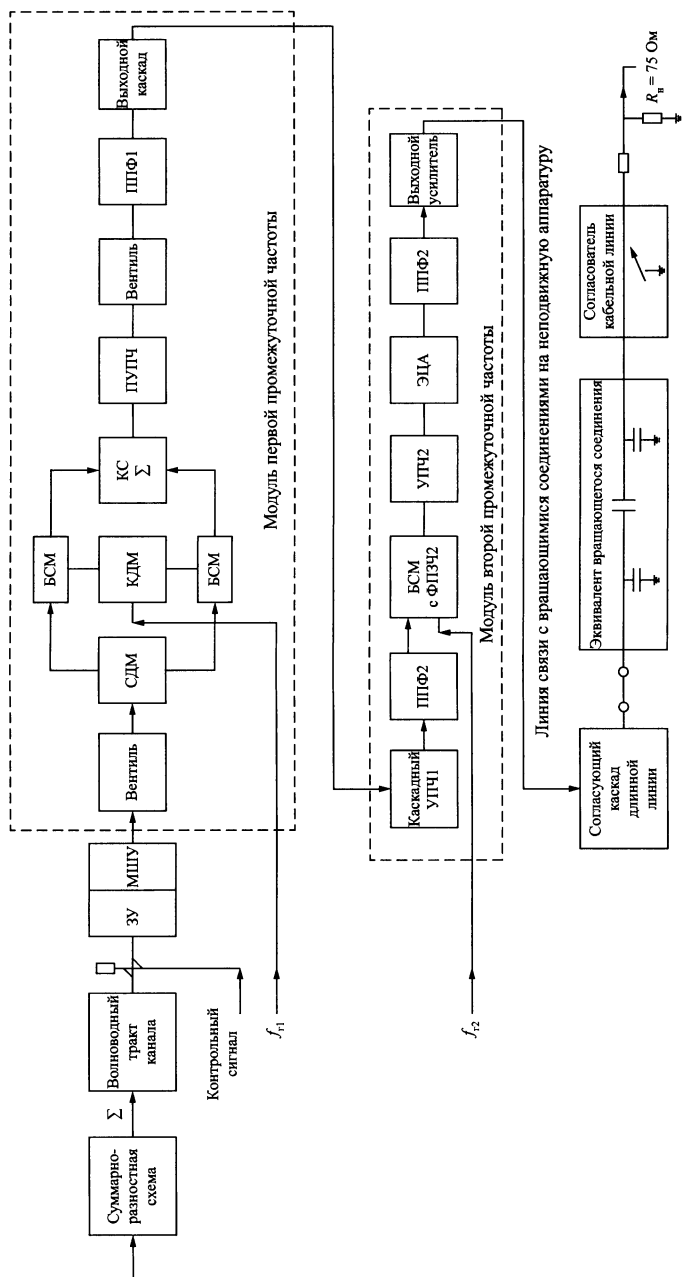 Суммарно-
разностная
схема
Σ
Волноводный
тракт
канала
Контрольный
сигнал
ЗУ
МШУ
Вентиль
СДМ
БСМ
КДМ
БСМ
КС
Σ
ПУПЧ
Вентиль
ППФ1
Выходной
каскад
Модуль первой промежуточной частоты
fг1
Каскадный
УПЧ1
ППФ2
БСМ
с ФПЗЧ2
УПЧ2
ЭЦА
ППФ2
Выходной
усилитель
Модуль второй промежуточной частоты
fг2
Линия связи с вращающимися соединениями на неподвижную аппаратуру
Согласующий
каскад
длинной
линии
Эквивалент вращающегося соединения
Согласователь
кабельной линии
Rн = 75 Ом